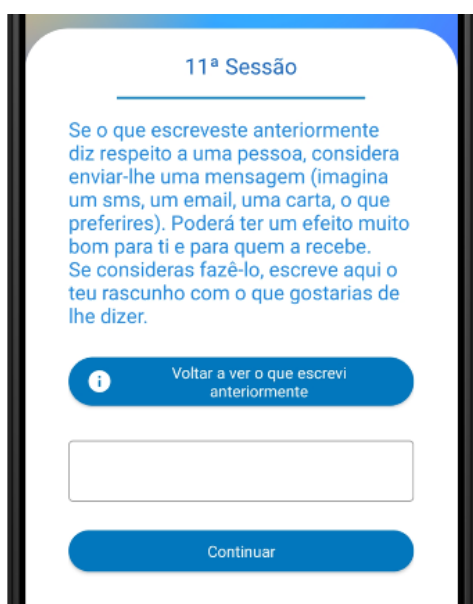 11ª Sessão
Se o que escreveste anteriormente
diz respeito a uma pessoa, considera
enviar-lhe uma mensagem (imagina
um sms, um email, uma carta, o que
preferires). Poderá ter um efeito muito
bom para ti e para quem a recebe.
Se consideras fazê-lo, escreve aqui o
teu rascunho com o que gostarias de
lhe dizer.
Voltar a ver o que escrevi
anteriormente
Continuar